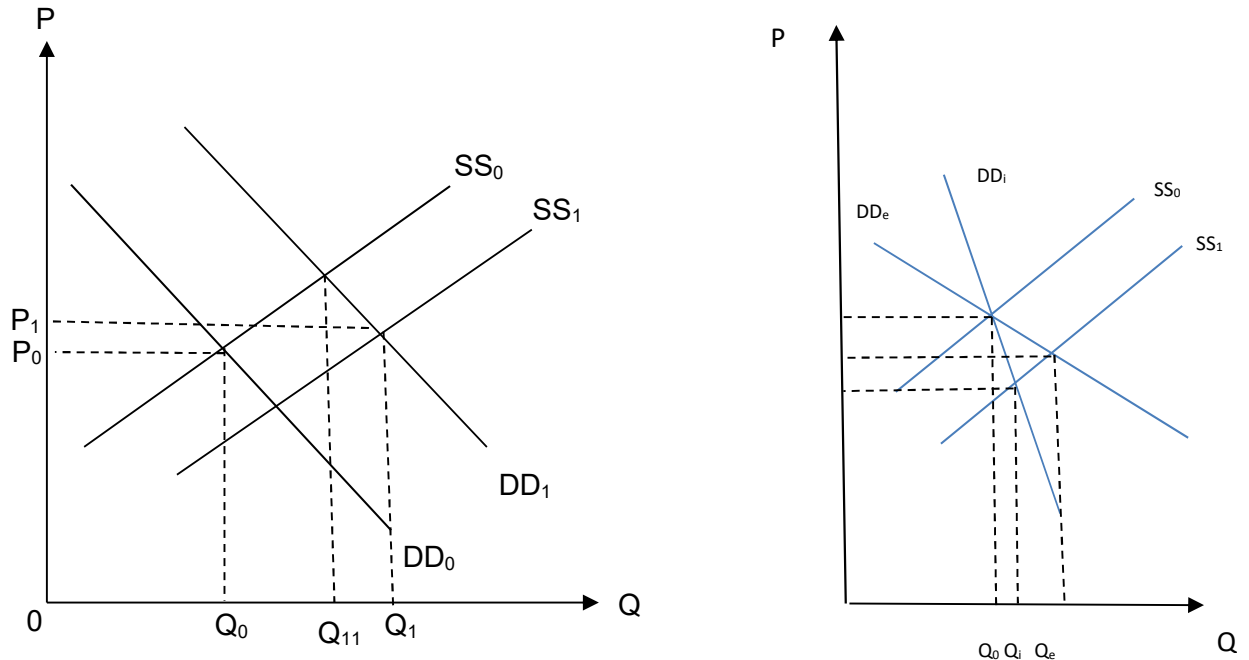 P
SS₀
SS₁
P₁
P₀
DD₁
DD₀
0
Q₀
Q₁₁
Q₁
Q
P
DDᵢ
SS₀
DDₑ
SS₁
Q₀ Qᵢ Qₑ
Q